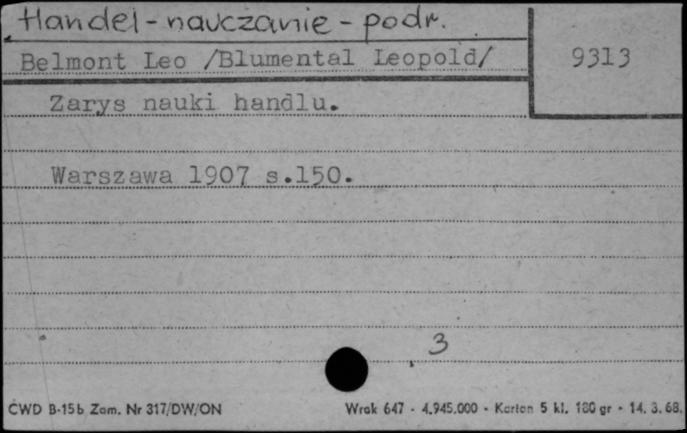 Handel - nauczanie - podr.
Belmont Leo /Blumental Leopold/ 9313
Zarys nauki handlu.
Warszawa 1907 s.150.
3
CWD B-15b Zam. Nr 317/DW/ON Wrak 647 - 4.945.000 - Karton 5 kl. 180 gr - 14. 3. 68.